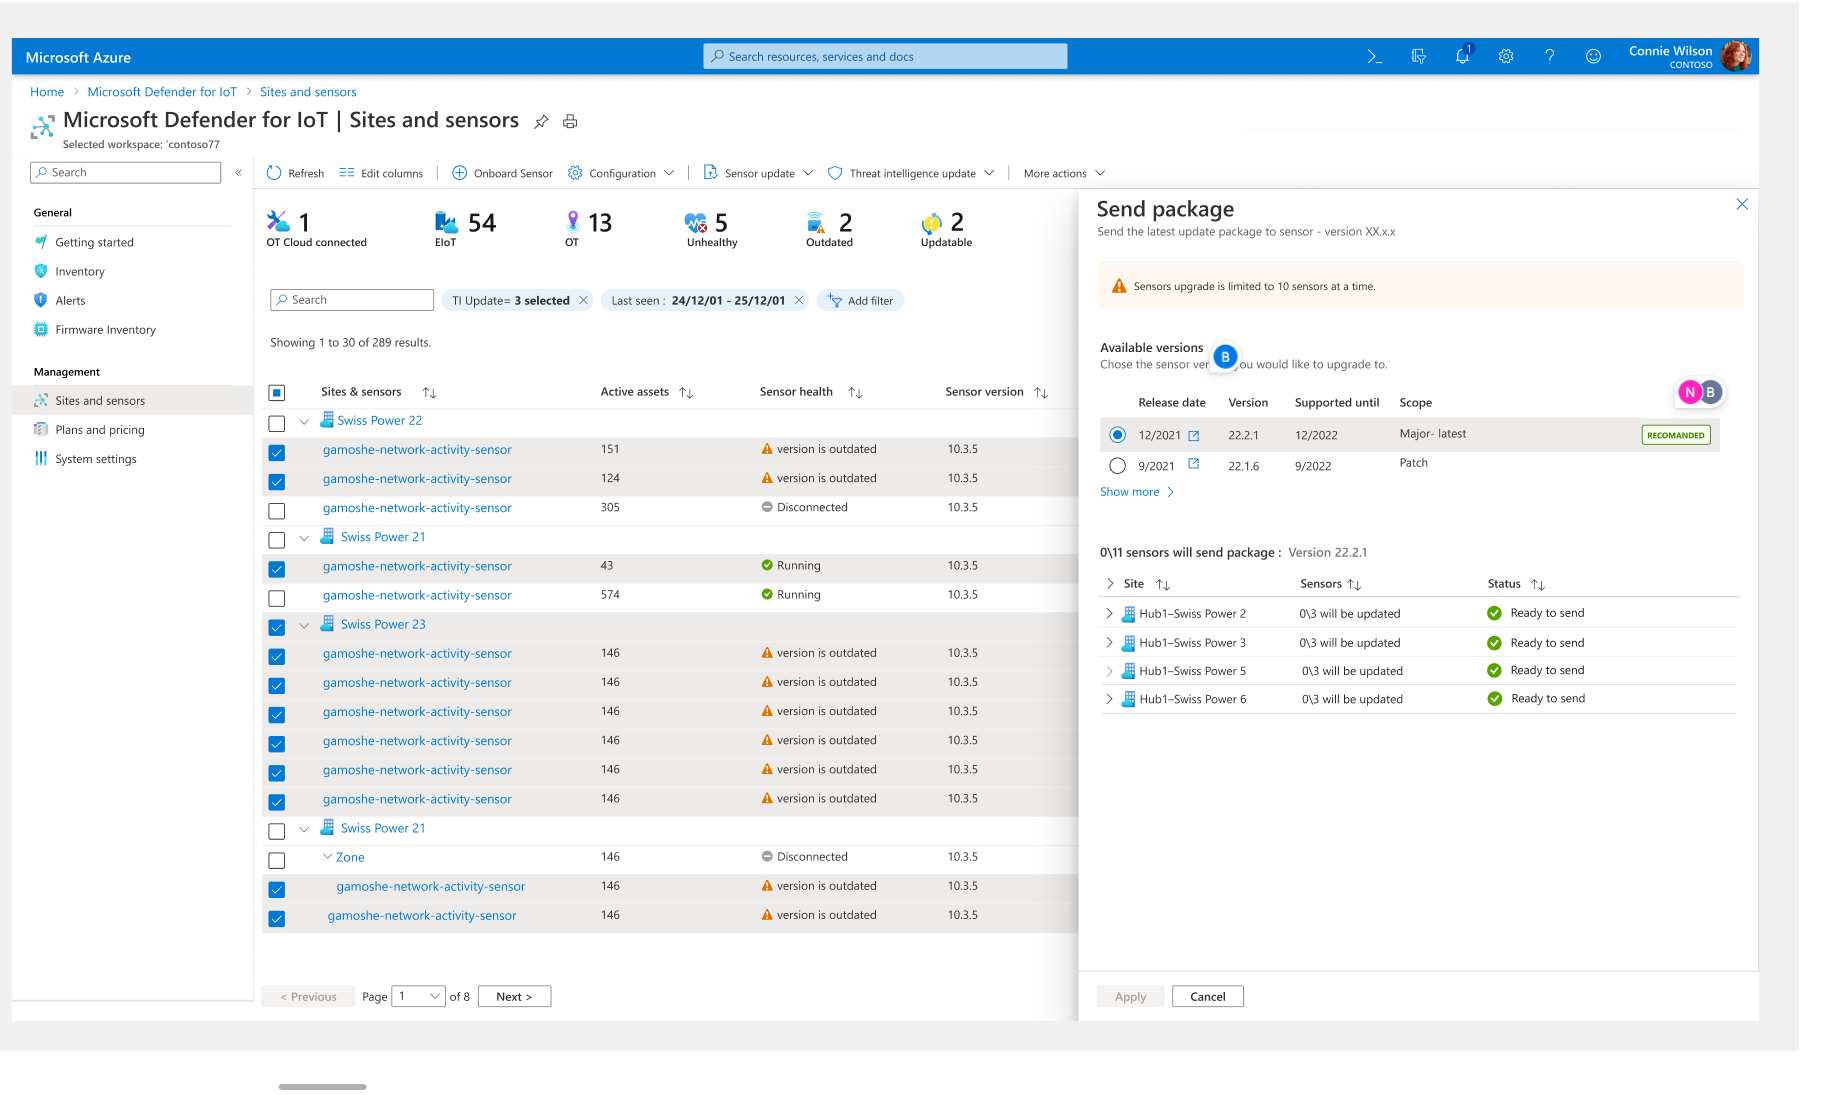 Microsoft Azure
Search resources, services and docs
1
Connie Wilson
CONTOSO
Home > Microsoft Defender for IoT > Sites and sensors
Microsoft Defender for IoT | Sites and sensors
Selected workspace: 'contoso77
Search «
General
Getting started
Inventory
Alerts
Firmware Inventory
Management
Sites and sensors
Plans and pricing
System settings
Refresh Edit columns | Onboard Sensor Configuration | Sensor update Threat intelligence update | More actions
1 54 13 5 2 2
OT Cloud connected EIoT OT Unhealthy Outdated Updatable
Search TI Update= 3 selected Last seen : 24/12/01 - 25/12/01 Add filter
Showing 1 to 30 of 289 results.
Sites & sensors Active assets Sensor health Sensor version
Swiss Power 22
gamoshe-network-activity-sensor 151 version is outdated 10.3.5
gamoshe-network-activity-sensor 124 version is outdated 10.3.5
gamoshe-network-activity-sensor 305 Disconnected 10.3.5
Swiss Power 21
gamoshe-network-activity-sensor 43 Running 10.3.5
gamoshe-network-activity-sensor 574 Running 10.3.5
Swiss Power 23
gamoshe-network-activity-sensor 146 version is outdated 10.3.5
gamoshe-network-activity-sensor 146 version is outdated 10.3.5
gamoshe-network-activity-sensor 146 version is outdated 10.3.5
gamoshe-network-activity-sensor 146 version is outdated 10.3.5
gamoshe-network-activity-sensor 146 version is outdated 10.3.5
gamoshe-network-activity-sensor 146 version is outdated 10.3.5
Swiss Power 21
Zone 146 Disconnected 10.3.5
gamoshe-network-activity-sensor 146 version is outdated 10.3.5
gamoshe-network-activity-sensor 146 version is outdated 10.3.5
< Previous Page 1 of 8 Next >
Send package
Send the latest update package to sensor - version XX.x.x
Sensors upgrade is limited to 10 sensors at a time.
Available versions
B
Chose the sensor ver you would like to upgrade to.
N B
Release date Version Supported until Scope
12/2021 22.2.1 12/2022 Major- latest RECOMANDED
9/2021 22.1.6 9/2022 Patch
Show more >
0\11 sensors will send package : Version 22.2.1
Site Sensors Status
Hub1–Swiss Power 2 0\3 will be updated Ready to send
Hub1–Swiss Power 3 0\3 will be updated Ready to send
Hub1–Swiss Power 5 0\3 will be updated Ready to send
Hub1–Swiss Power 6 0\3 will be updated Ready to send
Apply Cancel